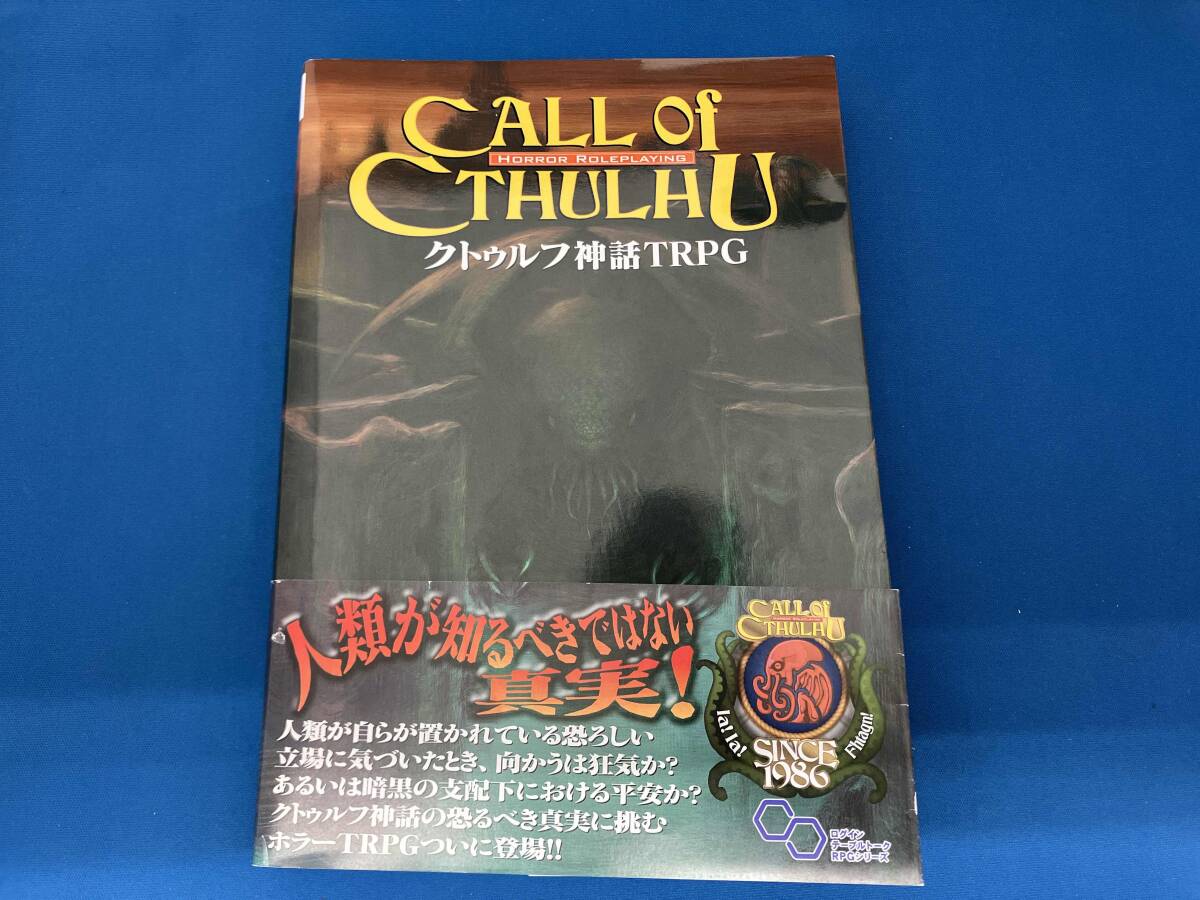 CALL of
HORROR ROLEPLAYING
CTHULHU
クトゥルフ神話TRPG
人類が知るべきではない
真実!
人類が自らが置かれている恐ろしい
立場に気づいたとき、向かうは狂気か?
あるいは暗黒の支配下における平安か?
クトゥルフ神話の恐るべき真実に挑む
ホラーTRPGついに登場!!
CALL of
HORROR ROLEPLAYING
CTHULHU
Ia! Ia!
Fhtagn!
SINCE
1986
ログイン
テーブルトーク
RPGシリーズ